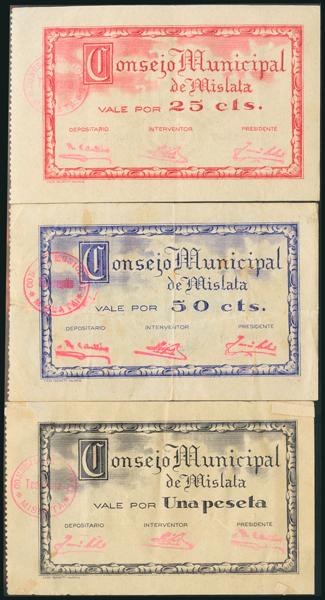 Consejo Municipal
de Mislata
VALE POR 25 cts.
DEPOSITARIO INTERVENTOR PRESIDENTE
Consejo Municipal
de Mislata
VALE POR 50 cts.
DEPOSITARIO INTERVENTOR PRESIDENTE
Consejo Municipal
de Mislata
VALE POR Una peseta
DEPOSITARIO INTERVENTOR PRESIDENTE